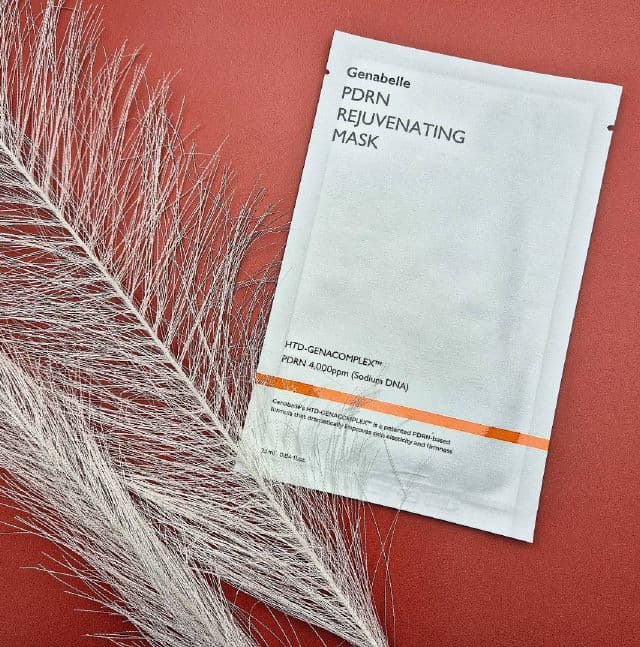 Genabelle
PDRN
REJUVENATING
MASK
HTD-GENACOMPLEX™
PDRN 4,000ppm (Sodium DNA)
Genabelle's HTD-GENACOMPLEX™ is a patented PDRN-based
formula that dramatically improves skin elasticity and firmness